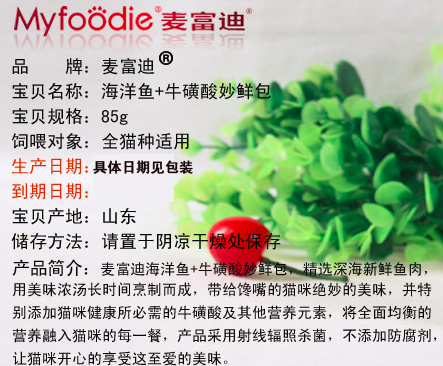 Myfoodie®麦富迪®
品 牌：麦富迪®
宝贝名称：海洋鱼+牛磺酸妙鲜包
宝贝规格：85g
饲喂对象：全猫种适用
生产日期：具体日期见包装
到期日期：
宝贝产地：山东
储存方法：请置于阴凉干燥处保存
产品简介：麦富迪海洋鱼+牛磺酸妙鲜包，精选深海新鲜鱼肉，
用美味浓汤长时间烹制而成，带给馋嘴的猫咪绝妙的美味，并特
别添加猫咪健康所必需的牛磺酸及其他营养元素，将全面均衡的
营养融入猫咪的每一餐，产品采用射线辐照杀菌，不添加防腐剂，
让猫咪开心的享受这至爱的美味。